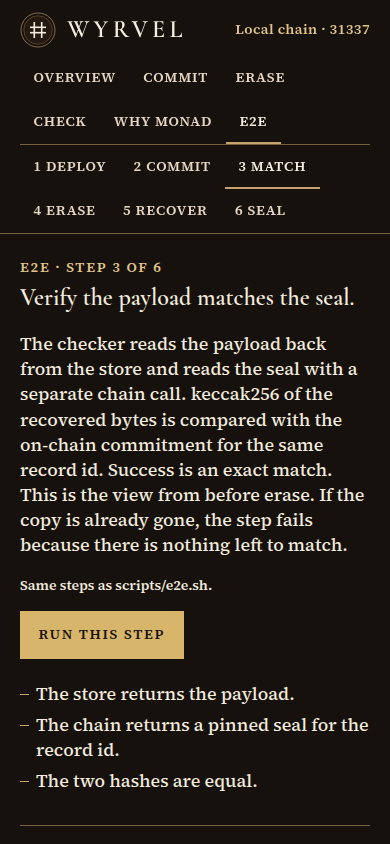 WYRVEL
Local chain · 31337
OVERVIEW COMMIT ERASE
CHECK WHY MONAD E2E
1 DEPLOY 2 COMMIT 3 MATCH
4 ERASE 5 RECOVER 6 SEAL
E2E · STEP 3 OF 6
Verify the payload matches the seal.
The checker reads the payload back
from the store and reads the seal with a
separate chain call. keccak256 of the
recovered bytes is compared with the
on-chain commitment for the same
record id. Success is an exact match.
This is the view from before erase. If the
copy is already gone, the step fails
because there is nothing left to match.
Same steps as scripts/e2e.sh.
RUN THIS STEP
– The store returns the payload.
– The chain returns a pinned seal for the
record id.
– The two hashes are equal.